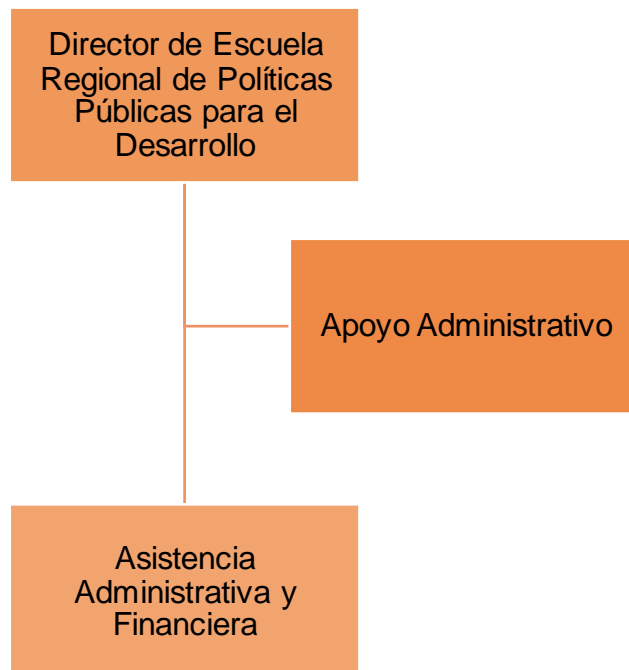 Director de Escuela
Regional de Políticas
Públicas para el
Desarrollo
Apoyo Administrativo
Asistencia
Administrativa y
Financiera